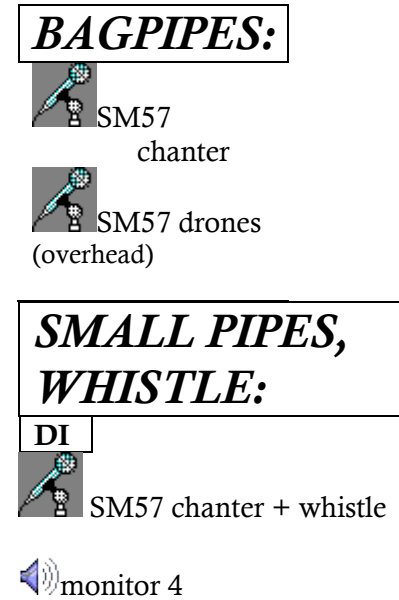 BAGPIPES:
SM57
chanter
SM57 drones
(overhead)
SMALL PIPES,
WHISTLE:
DI
SM57 chanter + whistle
monitor 4